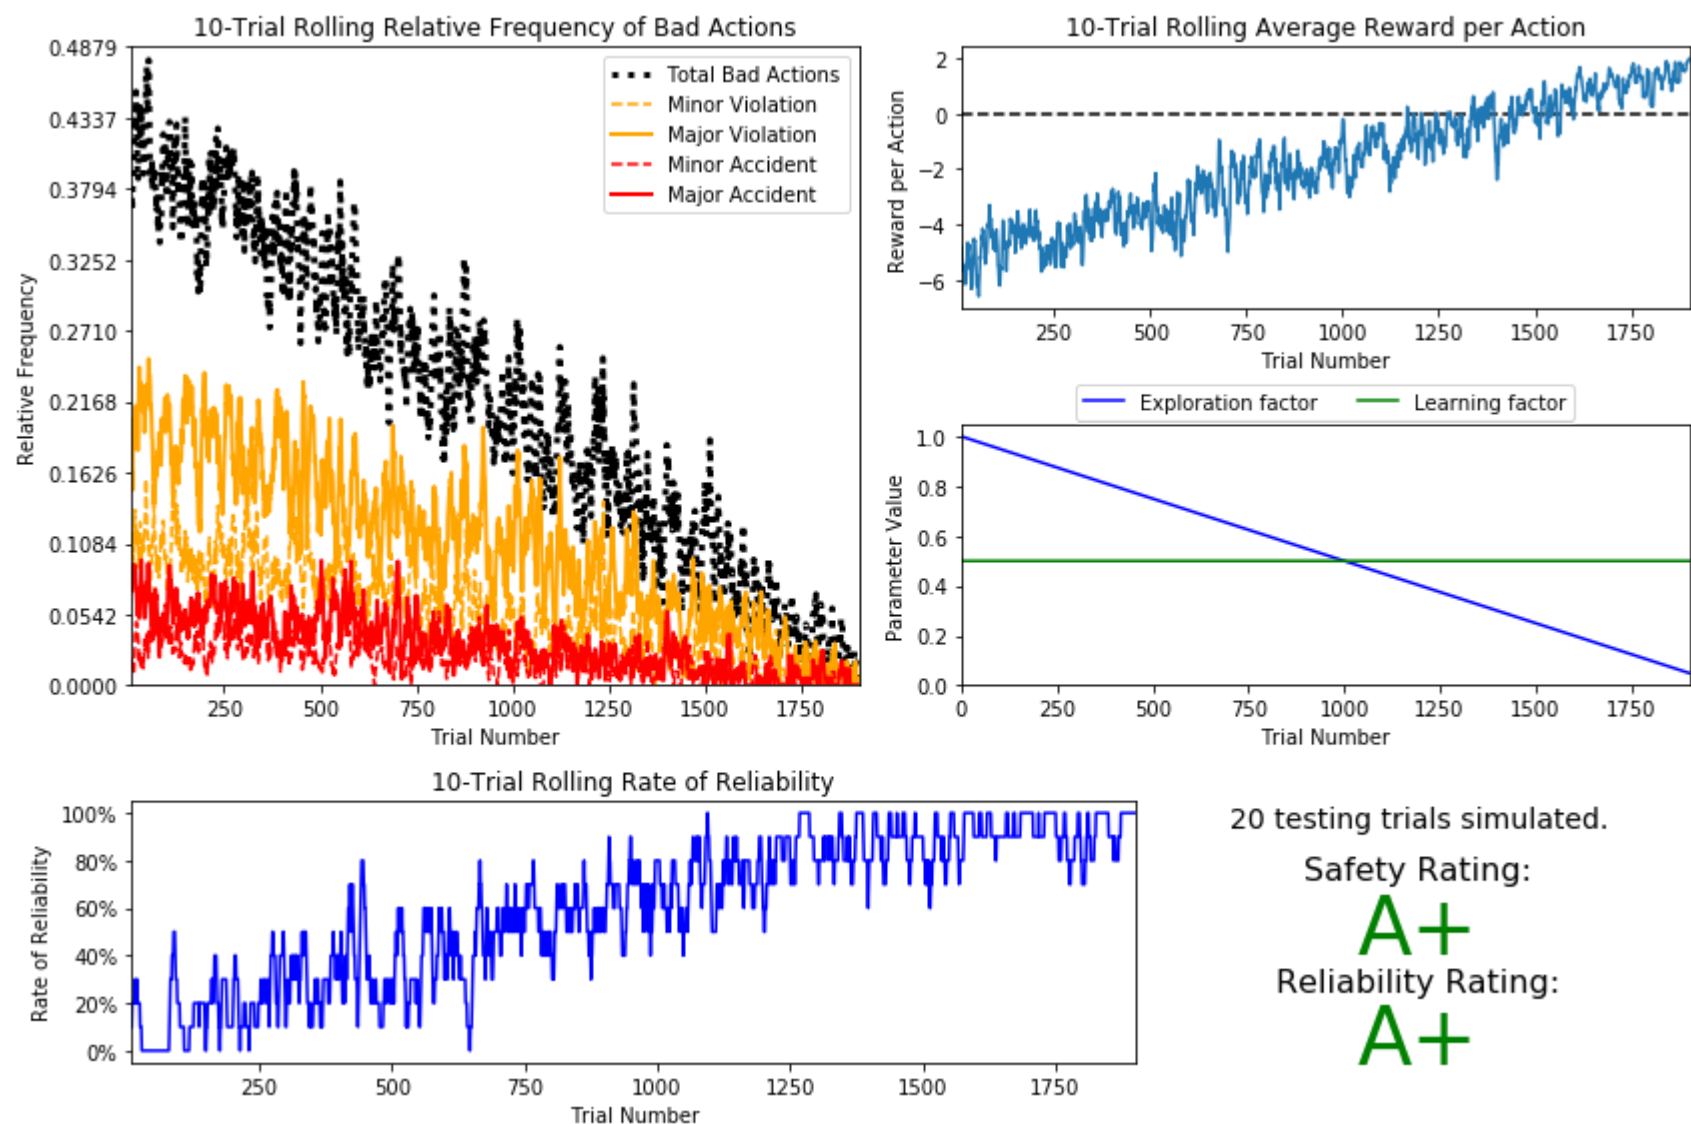 10-Trial Rolling Relative Frequency of Bad Actions
0.4879
0.4337
0.3794
0.3252
0.2710
0.2168
0.1626
0.1084
0.0542
0.0000
Relative Frequency
Total Bad Actions
Minor Violation
Major Violation
Minor Accident
Major Accident
250 500 750 1000 1250 1500 1750
Trial Number
10-Trial Rolling Average Reward per Action
2
0
−2
−4
−6
Reward per Action
250 500 750 1000 1250 1500 1750
Trial Number
Exploration factor Learning factor
1.0
0.8
0.6
0.4
0.2
0.0
Parameter Value
0 250 500 750 1000 1250 1500 1750
Trial Number
10-Trial Rolling Rate of Reliability
100%
80%
60%
40%
20%
0%
Rate of Reliability
250 500 750 1000 1250 1500 1750
Trial Number
20 testing trials simulated.
Safety Rating:
A+
Reliability Rating:
A+